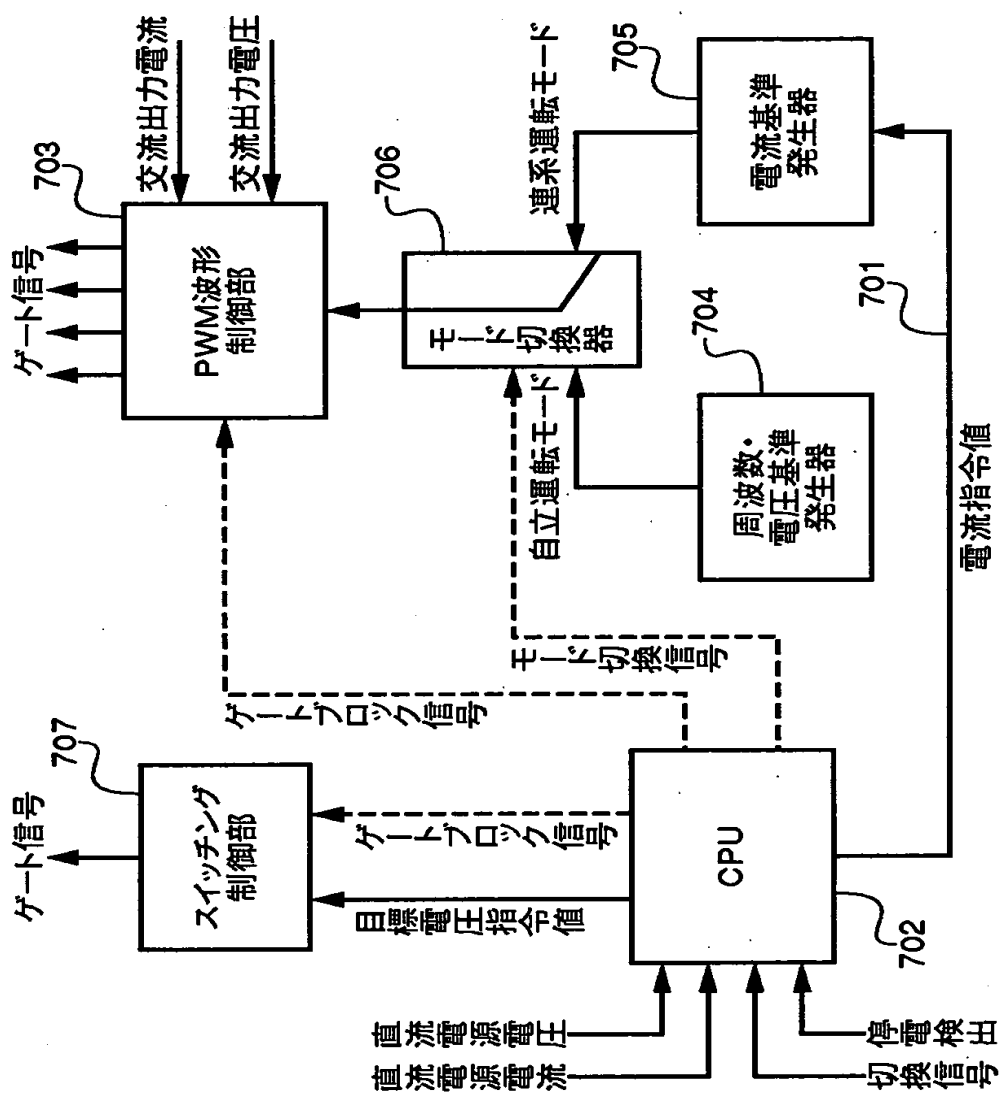 ゲート信号
707
スイッチング
制御部
ゲート信号
703
PWM波形
制御部
交流出力電流
交流出力電圧
ゲートブロック信号
706
モード切換器
連系運転モード
自立運転モード
705
電流基準
発生器
704
周波数・
電圧基準
発生器
モード切換信号
目標電圧指令値
ゲートブロック信号
CPU
702
直流電源電圧
直流電源電流
停電検出
切換信号
701
電流指令値